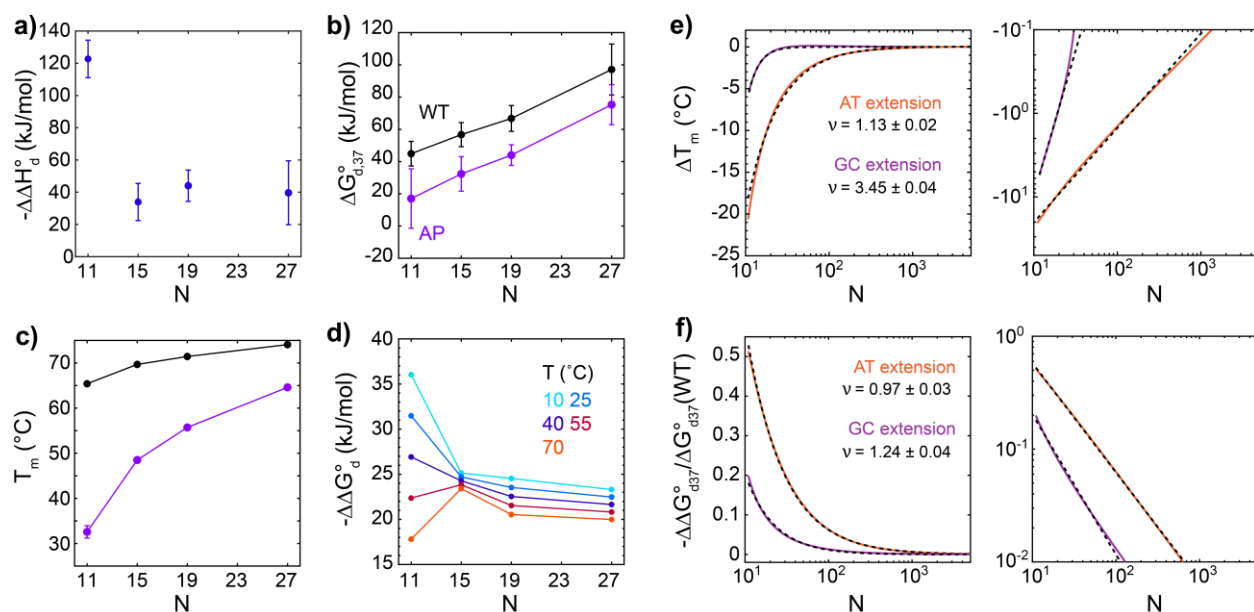 a)
140
120
100
80
60
40
20
0
-ΔΔH°d (kJ/mol)
11 15 19 23 27
N
b)
120
100
80
60
40
20
0
-20
ΔG°d,37 (kJ/mol)
WT
AP
11 15 19 23 27
N
c)
70
60
50
40
30
Tm (°C)
11 15 19 23 27
N
d)
40
35
30
25
20
15
-ΔΔG°d (kJ/mol)
T (°C)
10 25
40 55
70
11 15 19 23 27
N
e)
0
-5
-10
-15
-20
-25
ΔTm (°C)
AT extension
ν = 1.13 ± 0.02
GC extension
ν = 3.45 ± 0.04
10¹ 10² 10³
N
-10⁻¹
-10⁰
-10¹
10¹ 10² 10³
N
f)
0.5
0.4
0.3
0.2
0.1
0
-ΔΔG°d37/ΔG°d37(WT)
AT extension
ν = 0.97 ± 0.03
GC extension
ν = 1.24 ± 0.04
10¹ 10² 10³
N
10⁰
10⁻¹
10⁻²
10¹ 10² 10³
N